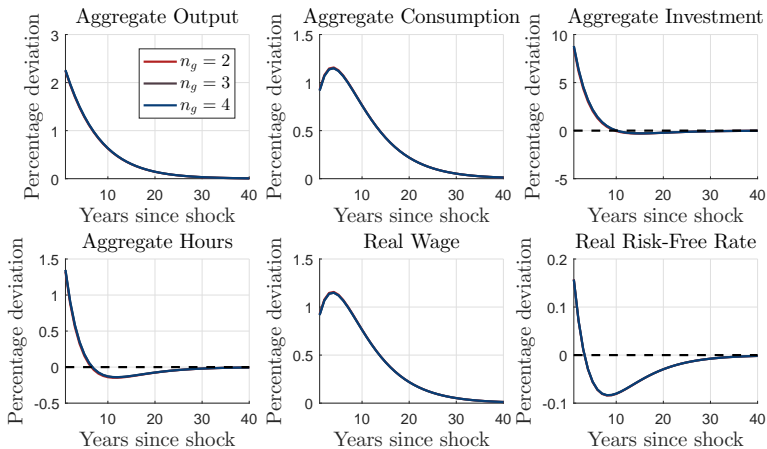 Aggregate Output
Percentage deviation
3
2
1
0
n_g = 2
n_g = 3
n_g = 4
10 20 30 40
Years since shock
Aggregate Consumption
Percentage deviation
1.5
1
0.5
0
10 20 30 40
Years since shock
Aggregate Investment
Percentage deviation
10
5
0
-5
10 20 30 40
Years since shock
Aggregate Hours
Percentage deviation
1.5
1
0.5
0
-0.5
10 20 30 40
Years since shock
Real Wage
Percentage deviation
1.5
1
0.5
0
10 20 30 40
Years since shock
Real Risk-Free Rate
Percentage deviation
0.2
0.1
0
-0.1
10 20 30 40
Years since shock